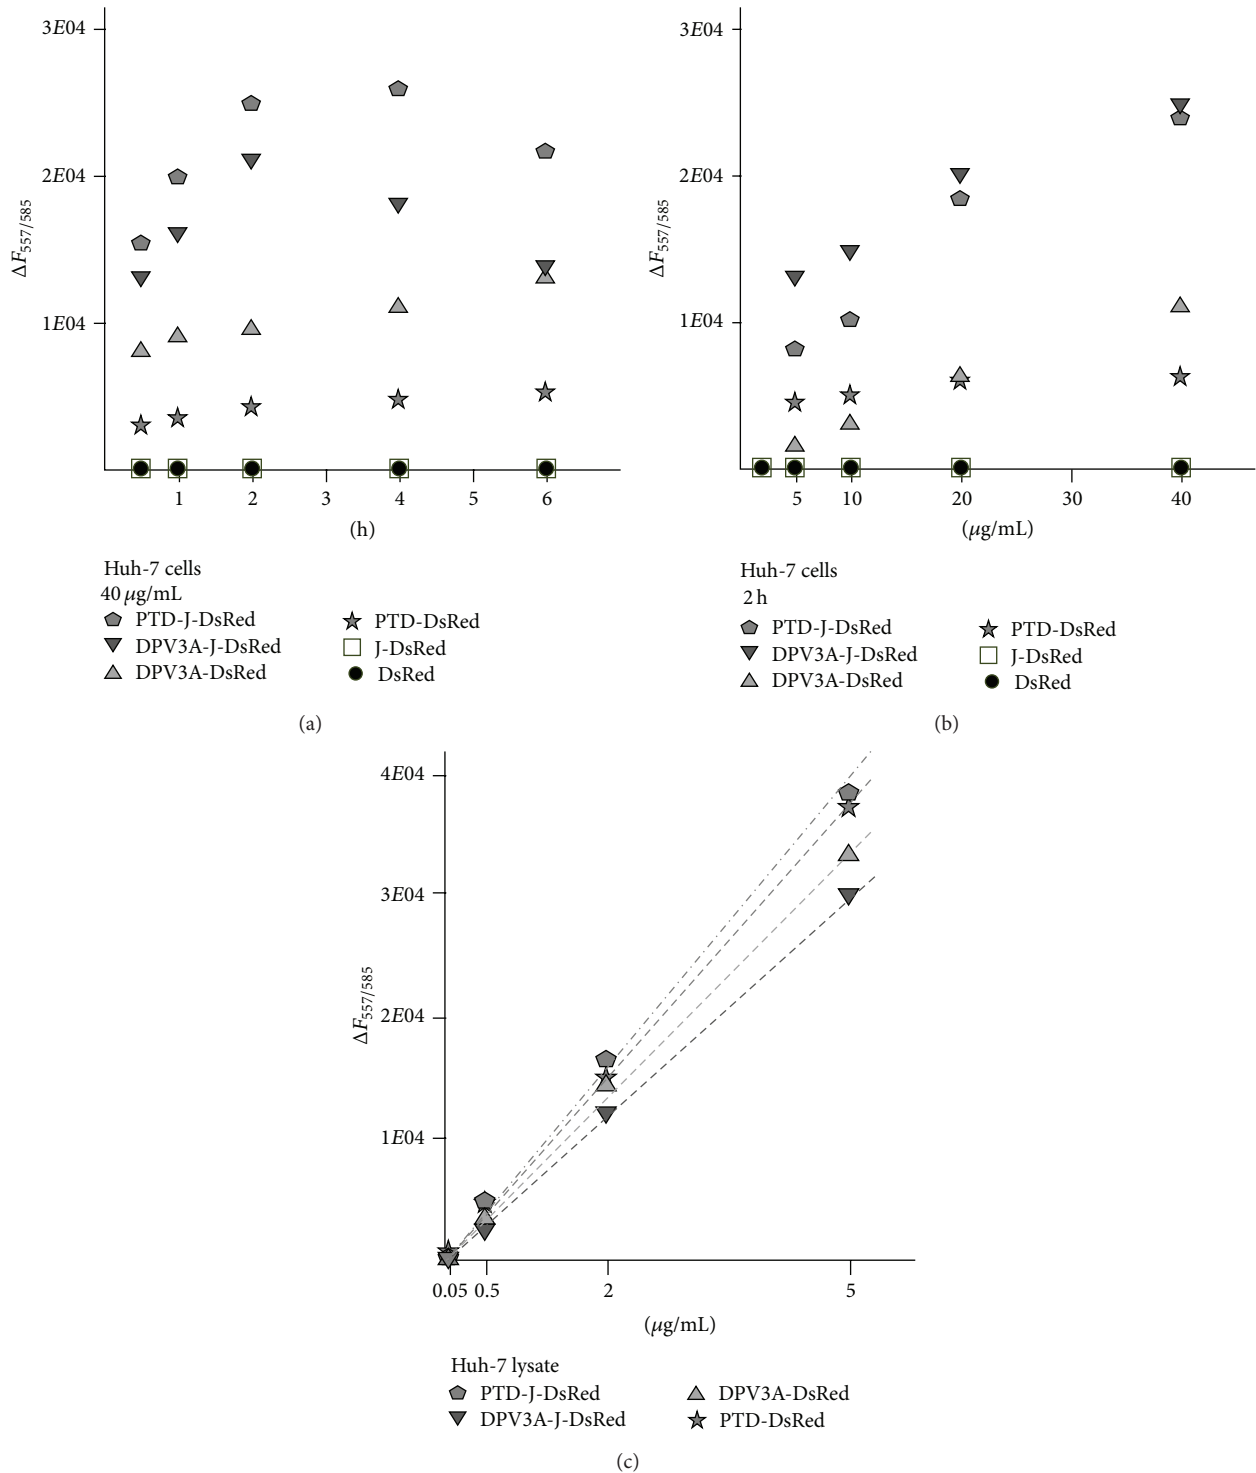 3E04
2E04
1E04
ΔF557/585
1 2 3 4 5 6
(h)
Huh-7 cells
40 μg/mL
PTD-J-DsRed
DPV3A-J-DsRed
DPV3A-DsRed
PTD-DsRed
J-DsRed
DsRed
(a)
3E04
2E04
1E04
ΔF557/585
5 10 20 30 40
(μg/mL)
Huh-7 cells
2 h
PTD-J-DsRed
DPV3A-J-DsRed
DPV3A-DsRed
PTD-DsRed
J-DsRed
DsRed
(b)
4E04
3E04
2E04
1E04
ΔF557/585
0.05 0.5 2 5
(μg/mL)
Huh-7 lysate
PTD-J-DsRed
DPV3A-J-DsRed
DPV3A-DsRed
PTD-DsRed
(c)